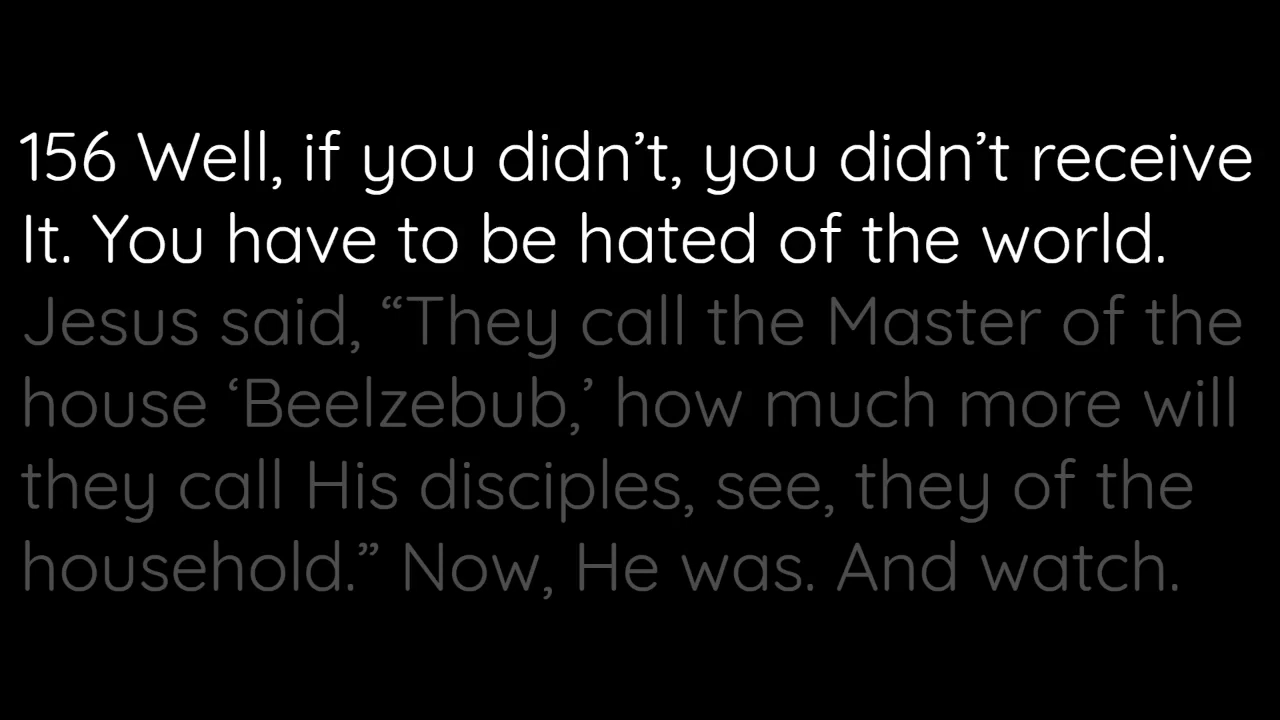 156 Well, if you didn’t, you didn’t receive
It. You have to be hated of the world.
Jesus said, “They call the Master of the
house ‘Beelzebub,’ how much more will
they call His disciples, see, they of the
household.” Now, He was. And watch.